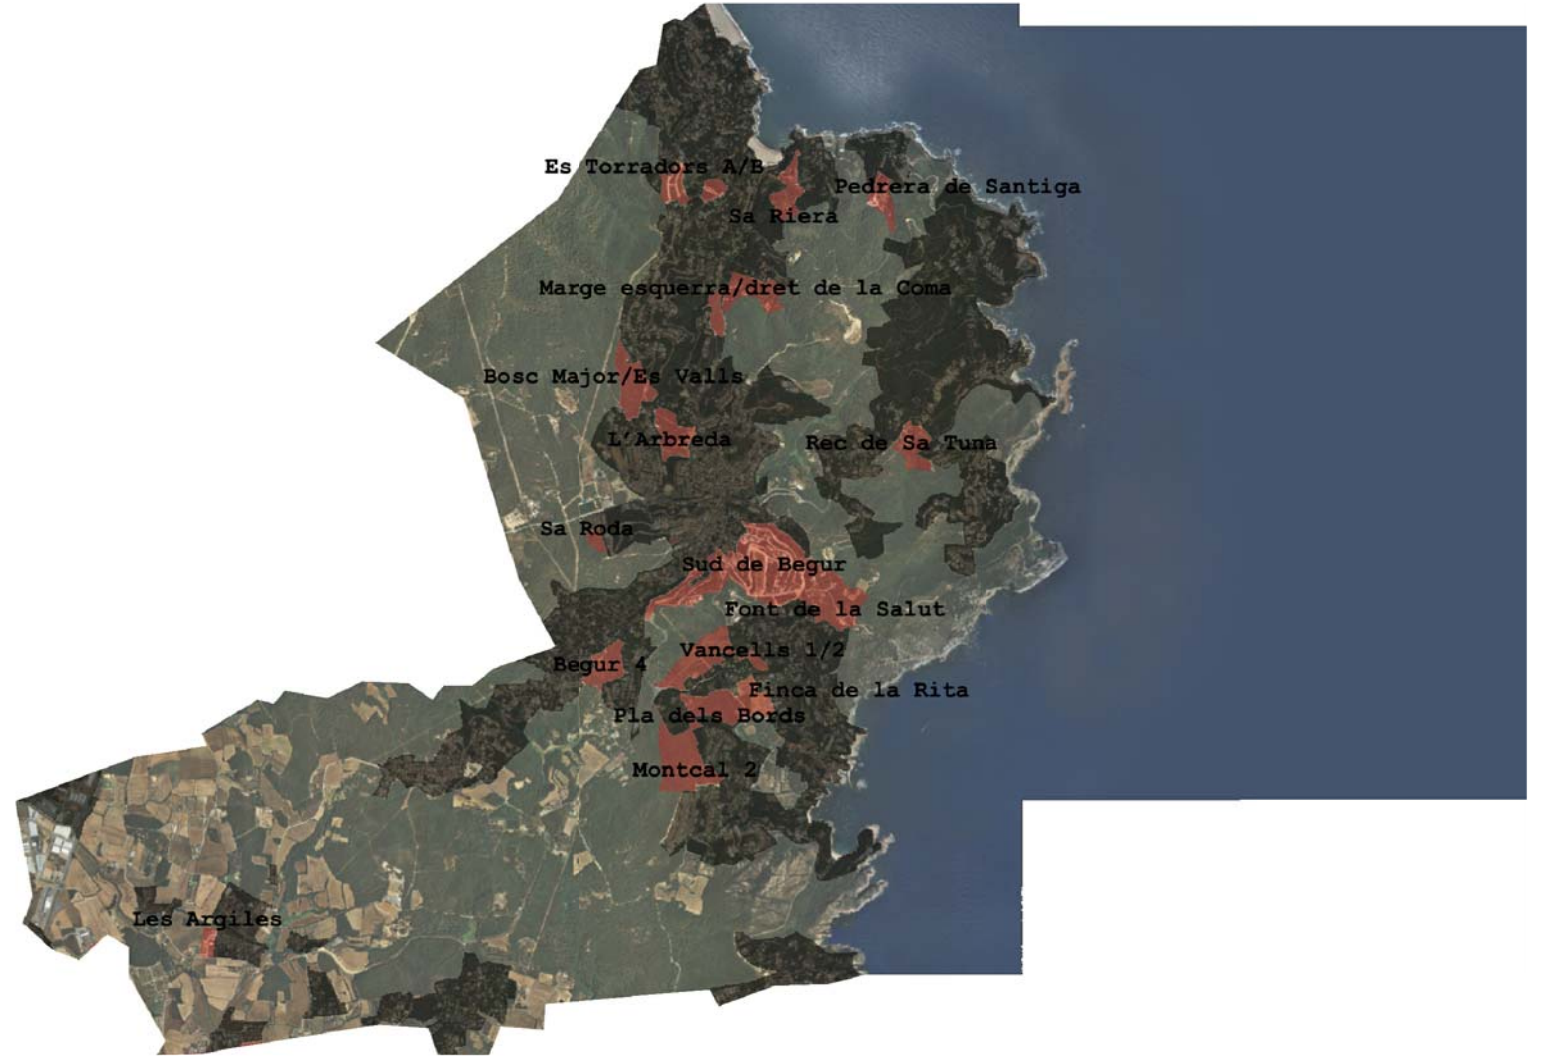 Es Torradors A/B
Pedrera de Santiga
Sa Riera
Marge esquerra/dret de la Coma
Bosc Major/Es Valls
L'Arbreda
Rec de Sa Tuna
Sa Roda
Sud de Begur
Font de la Salut
Vancells 1/2
Begur 4
Finca de la Rita
Pla dels Bords
Montcal 2
Les Argiles